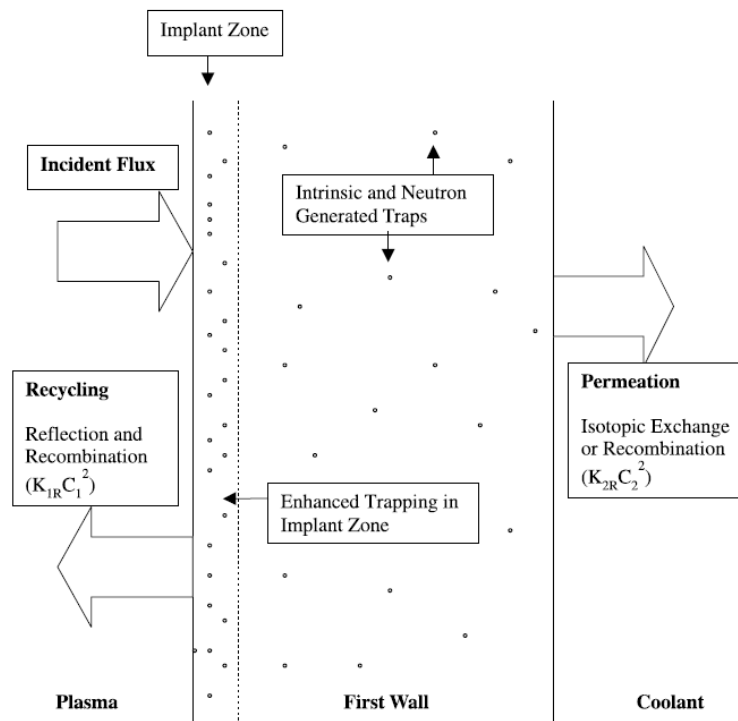 Implant Zone
Incident Flux
Intrinsic and Neutron
Generated Traps
Recycling
Reflection and
Recombination
(K₁RC₁²)
Permeation
Isotopic Exchange
or Recombination
(K₂RC₂²)
Enhanced Trapping in
Implant Zone
Plasma
First Wall
Coolant